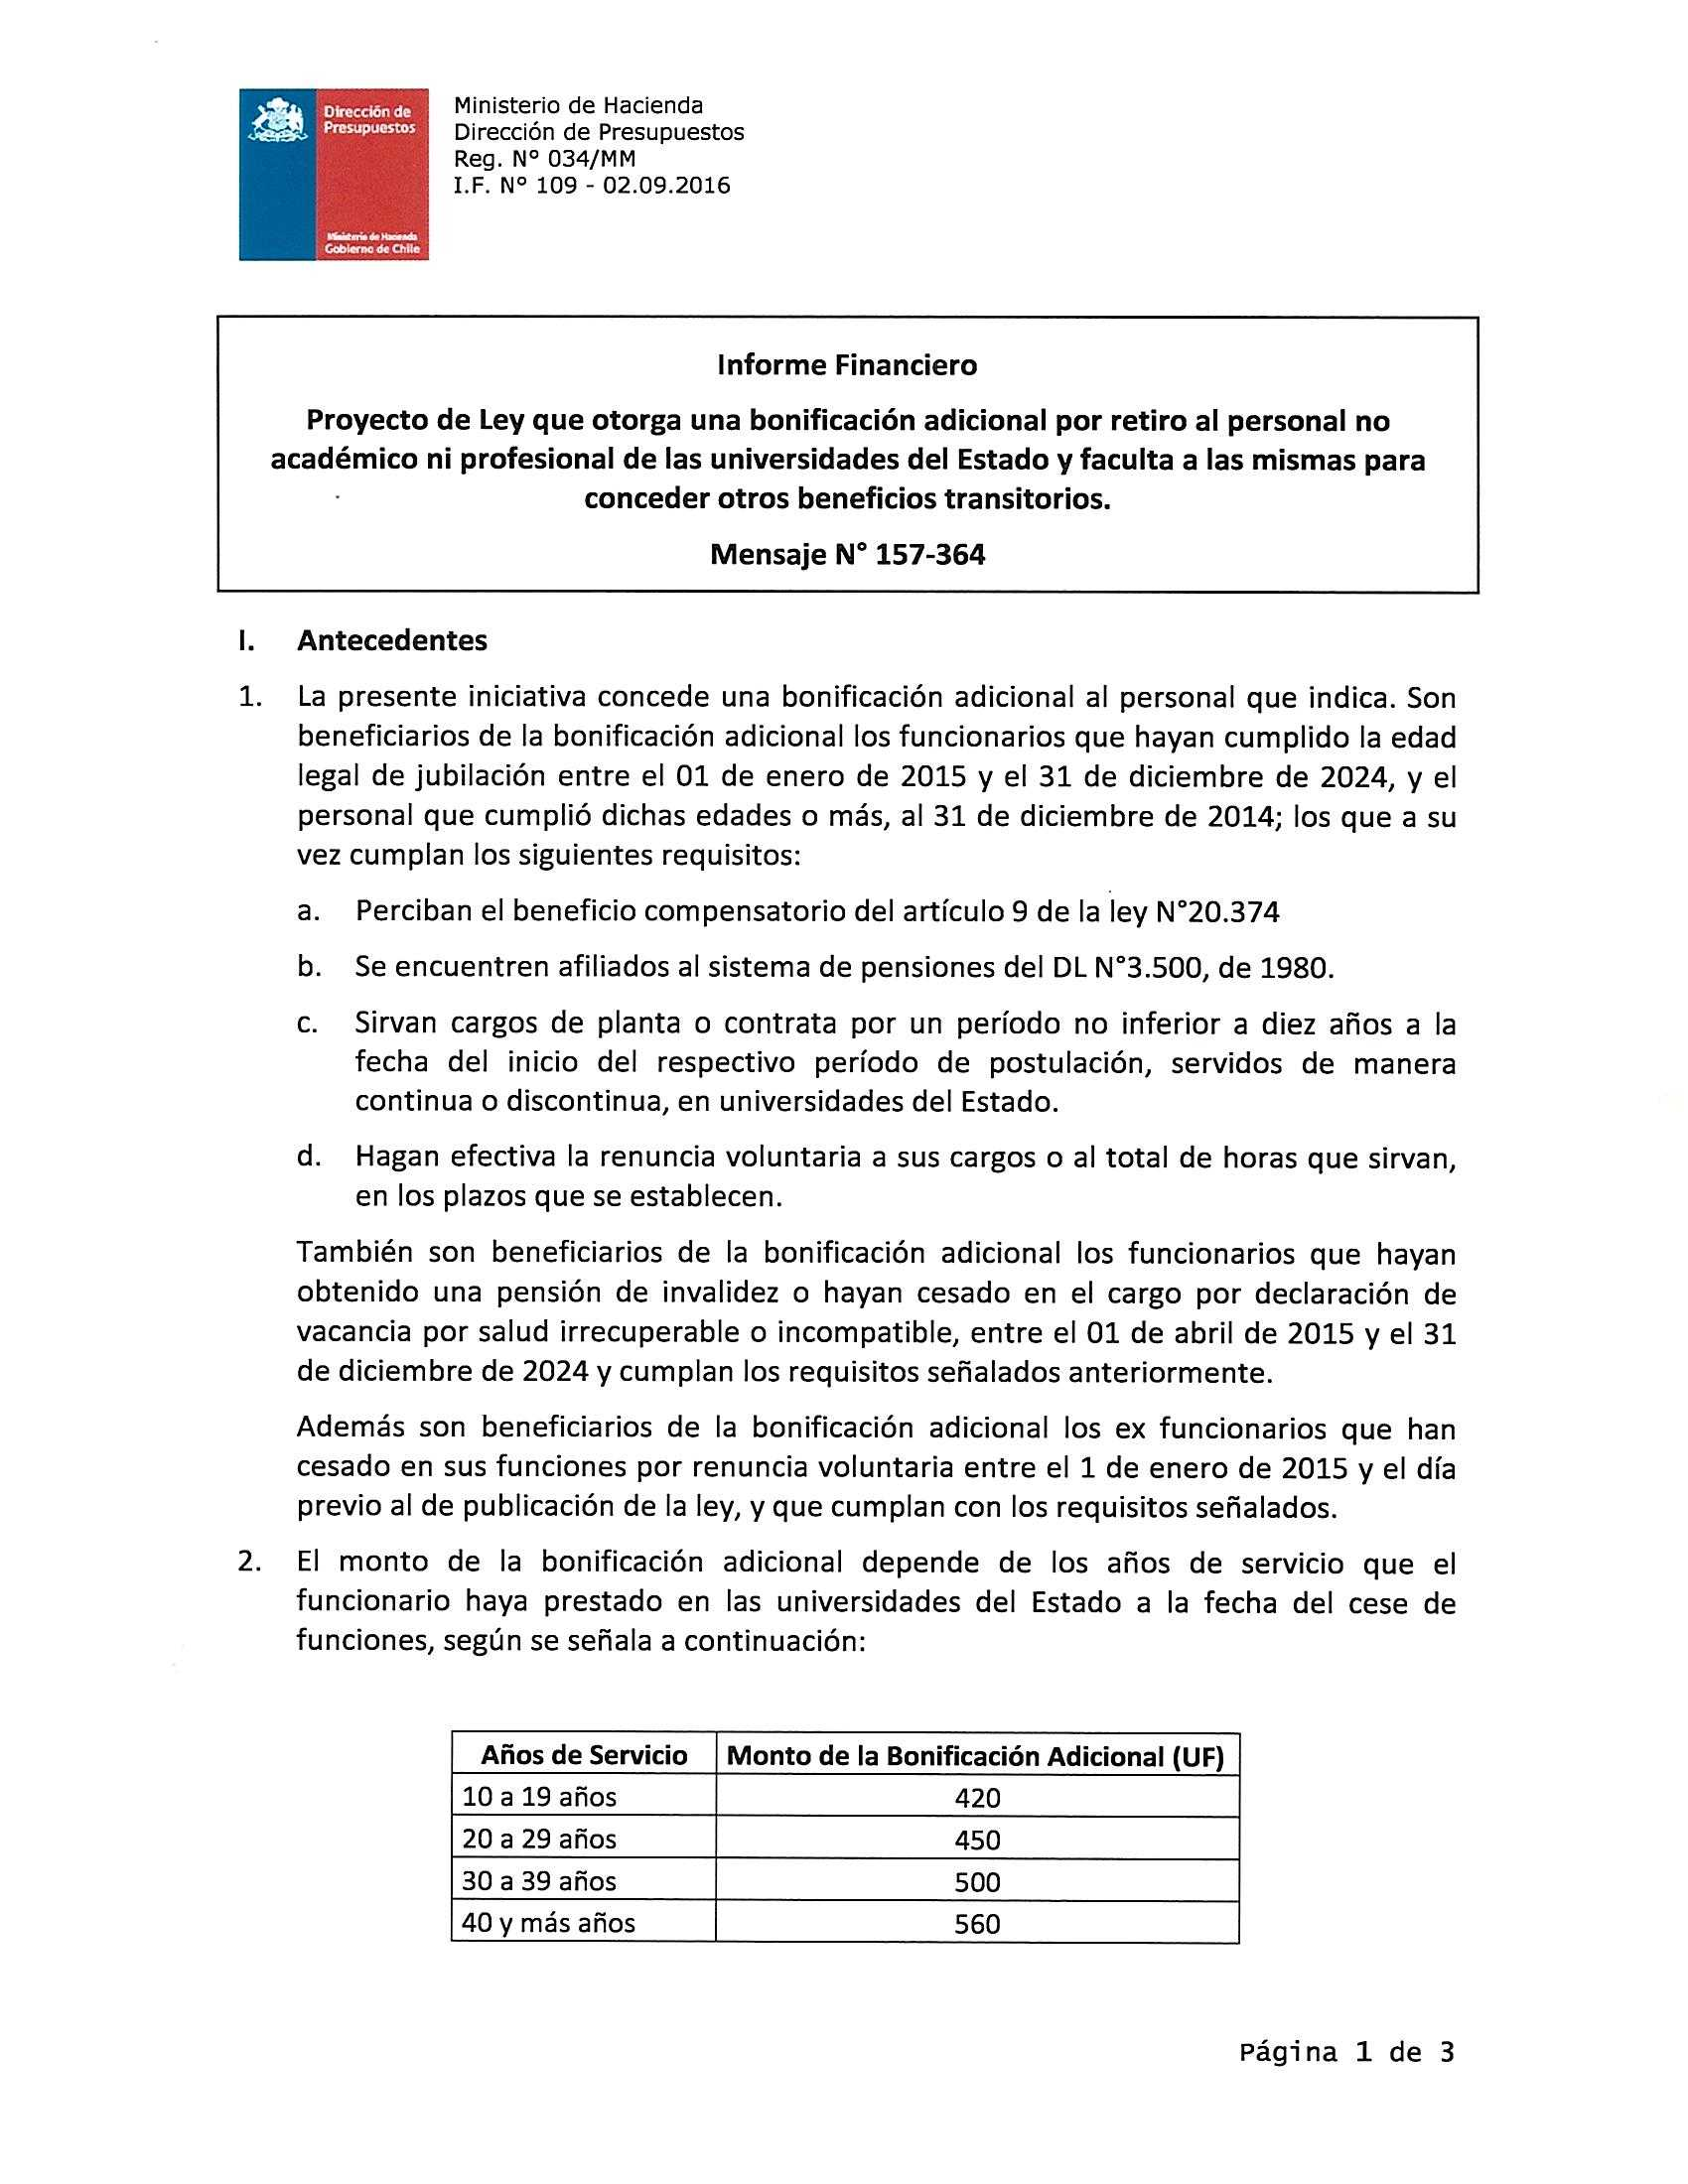 Dirección de
Presupuestos
Ministerio de Hacienda
Gobierno de Chile
Ministerio de Hacienda
Dirección de Presupuestos
Reg. Nº 034/MM
I.F. Nº 109 - 02.09.2016
Informe Financiero
Proyecto de Ley que otorga una bonificación adicional por retiro al personal no
académico ni profesional de las universidades del Estado y faculta a las mismas para
conceder otros beneficios transitorios.
Mensaje N° 157-364
I. Antecedentes
1. La presente iniciativa concede una bonificación adicional al personal que indica. Son
beneficiarios de la bonificación adicional los funcionarios que hayan cumplido la edad
legal de jubilación entre el 01 de enero de 2015 y el 31 de diciembre de 2024, y el
personal que cumplió dichas edades o más, al 31 de diciembre de 2014; los que a su
vez cumplan los siguientes requisitos:
a. Perciban el beneficio compensatorio del artículo 9 de la ley N°20.374
b. Se encuentren afiliados al sistema de pensiones del DL N°3.500, de 1980.
c. Sirvan cargos de planta o contrata por un período no inferior a diez años a la
fecha del inicio del respectivo período de postulación, servidos de manera
continua o discontinua, en universidades del Estado.
d. Hagan efectiva la renuncia voluntaria a sus cargos o al total de horas que sirvan,
en los plazos que se establecen.
También son beneficiarios de la bonificación adicional los funcionarios que hayan
obtenido una pensión de invalidez o hayan cesado en el cargo por declaración de
vacancia por salud irrecuperable o incompatible, entre el 01 de abril de 2015 y el 31
de diciembre de 2024 y cumplan los requisitos señalados anteriormente.
Además son beneficiarios de la bonificación adicional los ex funcionarios que han
cesado en sus funciones por renuncia voluntaria entre el 1 de enero de 2015 y el día
previo al de publicación de la ley, y que cumplan con los requisitos señalados.
2. El monto de la bonificación adicional depende de los años de servicio que el
funcionario haya prestado en las universidades del Estado a la fecha del cese de
funciones, según se señala a continuación:
Años de Servicio Monto de la Bonificación Adicional (UF)
10 a 19 años 420
20 a 29 años 450
30 a 39 años 500
40 y más años 560
Página 1 de 3